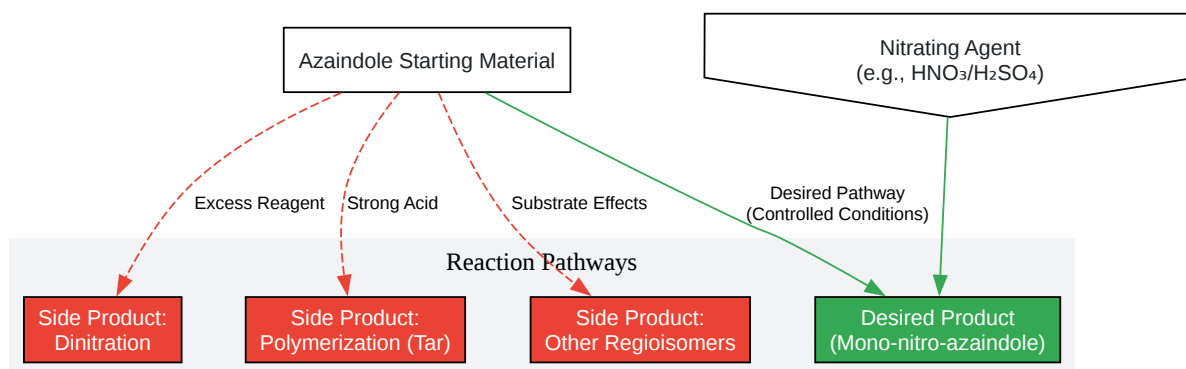 Azaindole Starting Material
Nitrating Agent
(e.g., HNO₃/H₂SO₄)
Excess Reagent
Strong Acid
Substrate Effects
Desired Pathway
(Controlled Conditions)
Reaction Pathways
Side Product:
Dinitration
Side Product:
Polymerization (Tar)
Side Product:
Other Regioisomers
Desired Product
(Mono-nitro-azaindole)